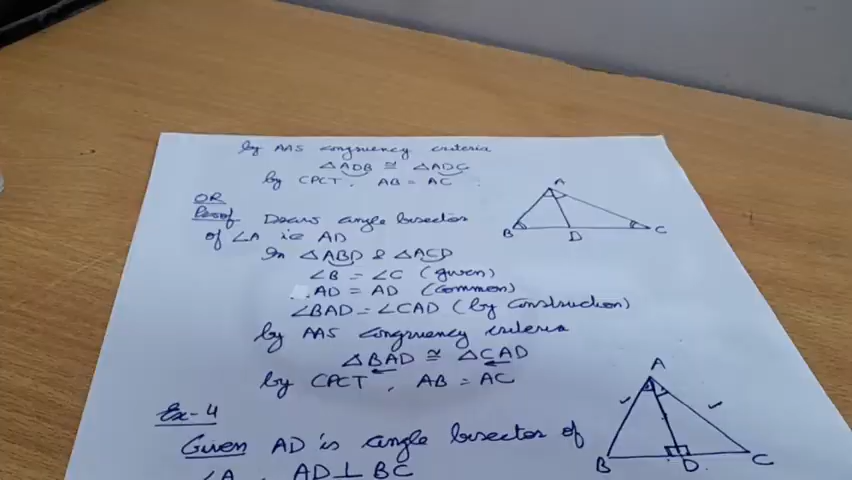 by AAS congruency criteria
△ADB ≅ △ADC
by CPCT, AB = AC
OR
Proof Draw angle bisector
of ∠A i.e AD
In △ABD & △ACD
∠B = ∠C (given)
AD = AD (common)
∠BAD = ∠CAD (by construction)
by AAS congruency criteria
△BAD ≅ △CAD
by CPCT, AB = AC
A
B
D
C
Ex-4
Given AD is angle bisector of
∠A, AD ⊥ BC
A
B
D
C